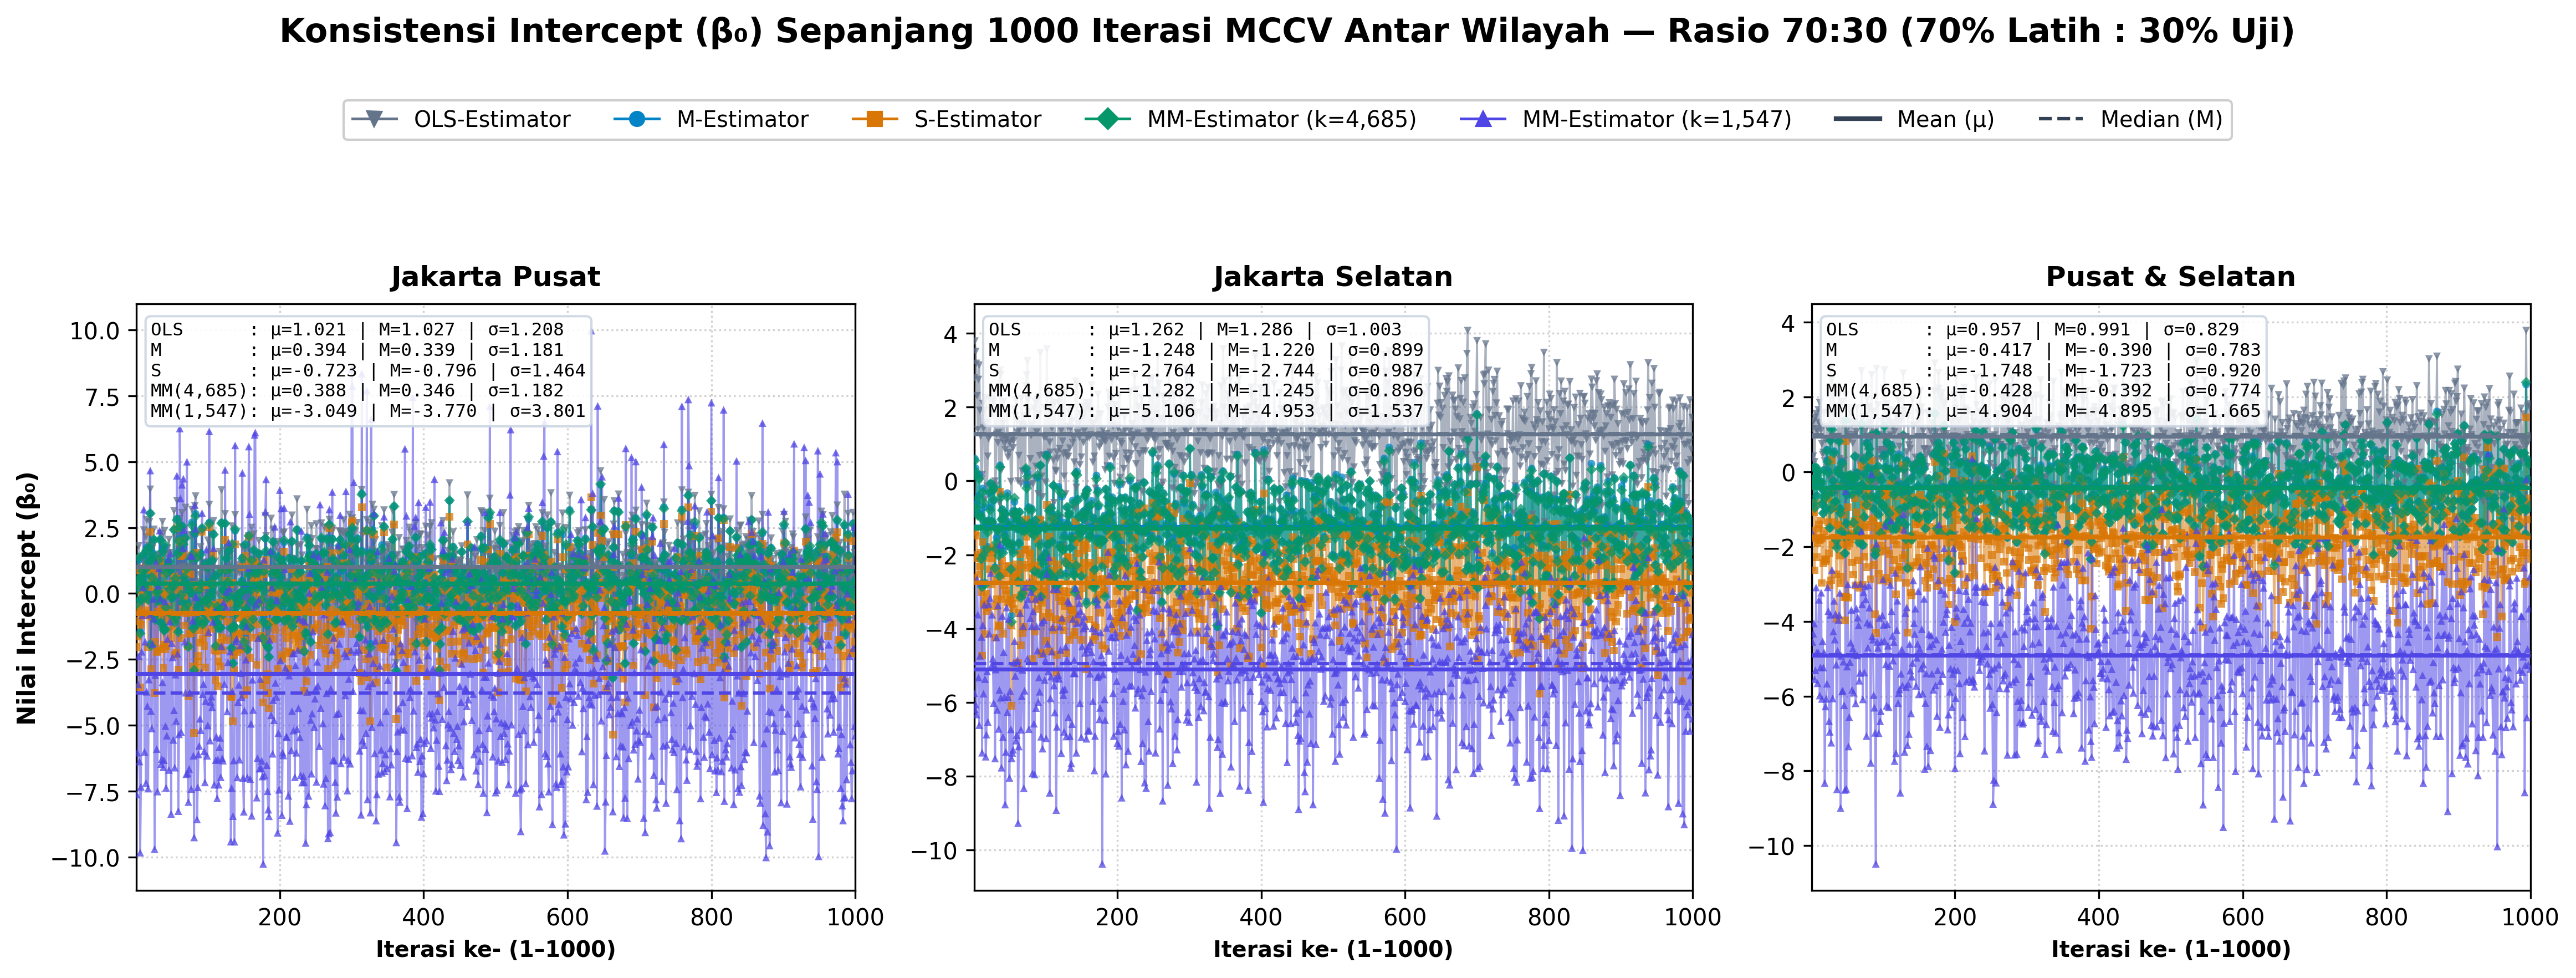 Konsistensi Intercept (β₀) Sepanjang 1000 Iterasi MCCV Antar Wilayah — Rasio 70:30 (70% Latih : 30% Uji)
OLS-Estimator M-Estimator S-Estimator MM-Estimator (k=4,685) MM-Estimator (k=1,547) Mean (μ) Median (M)
Jakarta Pusat
OLS : μ=1.021 | M=1.027 | σ=1.208
M : μ=0.394 | M=0.339 | σ=1.181
S : μ=-0.723 | M=-0.796 | σ=1.464
MM(4,685): μ=0.388 | M=0.346 | σ=1.182
MM(1,547): μ=-3.049 | M=-3.770 | σ=3.801
Nilai Intercept (β₀)
10.0
7.5
5.0
2.5
0.0
−2.5
−5.0
−7.5
−10.0
200 400 600 800 1000
Iterasi ke- (1–1000)
Jakarta Selatan
OLS : μ=1.262 | M=1.286 | σ=1.003
M : μ=-1.248 | M=-1.220 | σ=0.899
S : μ=-2.764 | M=-2.744 | σ=0.987
MM(4,685): μ=-1.282 | M=-1.245 | σ=0.896
MM(1,547): μ=-5.106 | M=-4.953 | σ=1.537
4
2
0
−2
−4
−6
−8
−10
200 400 600 800 1000
Iterasi ke- (1–1000)
Pusat & Selatan
OLS : μ=0.957 | M=0.991 | σ=0.829
M : μ=-0.417 | M=-0.390 | σ=0.783
S : μ=-1.748 | M=-1.723 | σ=0.920
MM(4,685): μ=-0.428 | M=-0.392 | σ=0.774
MM(1,547): μ=-4.904 | M=-4.895 | σ=1.665
4
2
0
−2
−4
−6
−8
−10
200 400 600 800 1000
Iterasi ke- (1–1000)